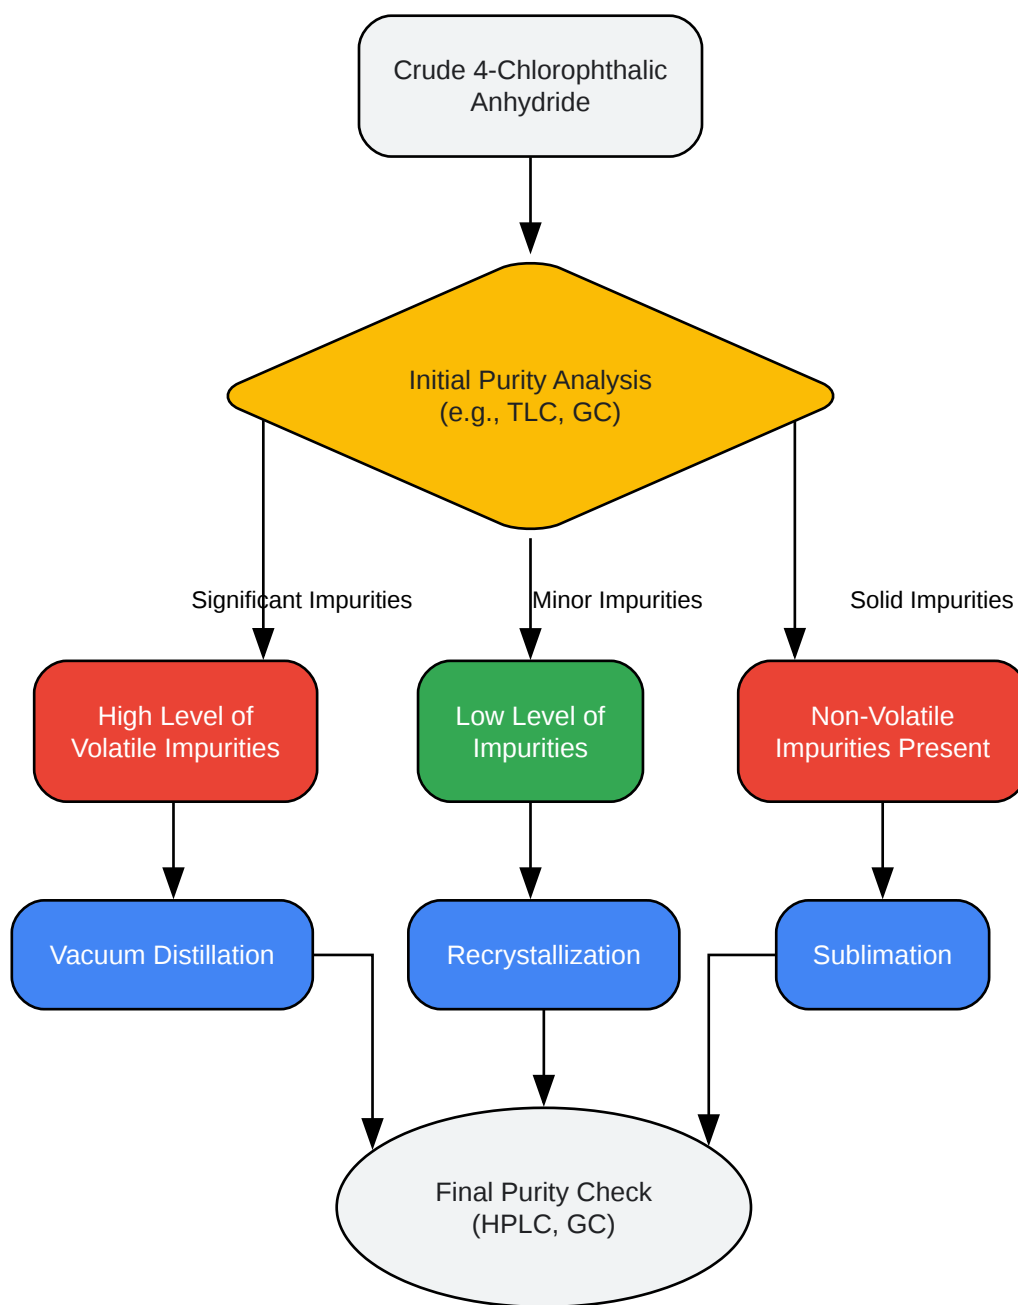 Crude 4-Chlorophthalic
Anhydride
Initial Purity Analysis
(e.g., TLC, GC)
Significant Impurities
Minor Impurities
Solid Impurities
High Level of
Volatile Impurities
Low Level of
Impurities
Non-Volatile
Impurities Present
Vacuum Distillation
Recrystallization
Sublimation
Final Purity Check
(HPLC, GC)